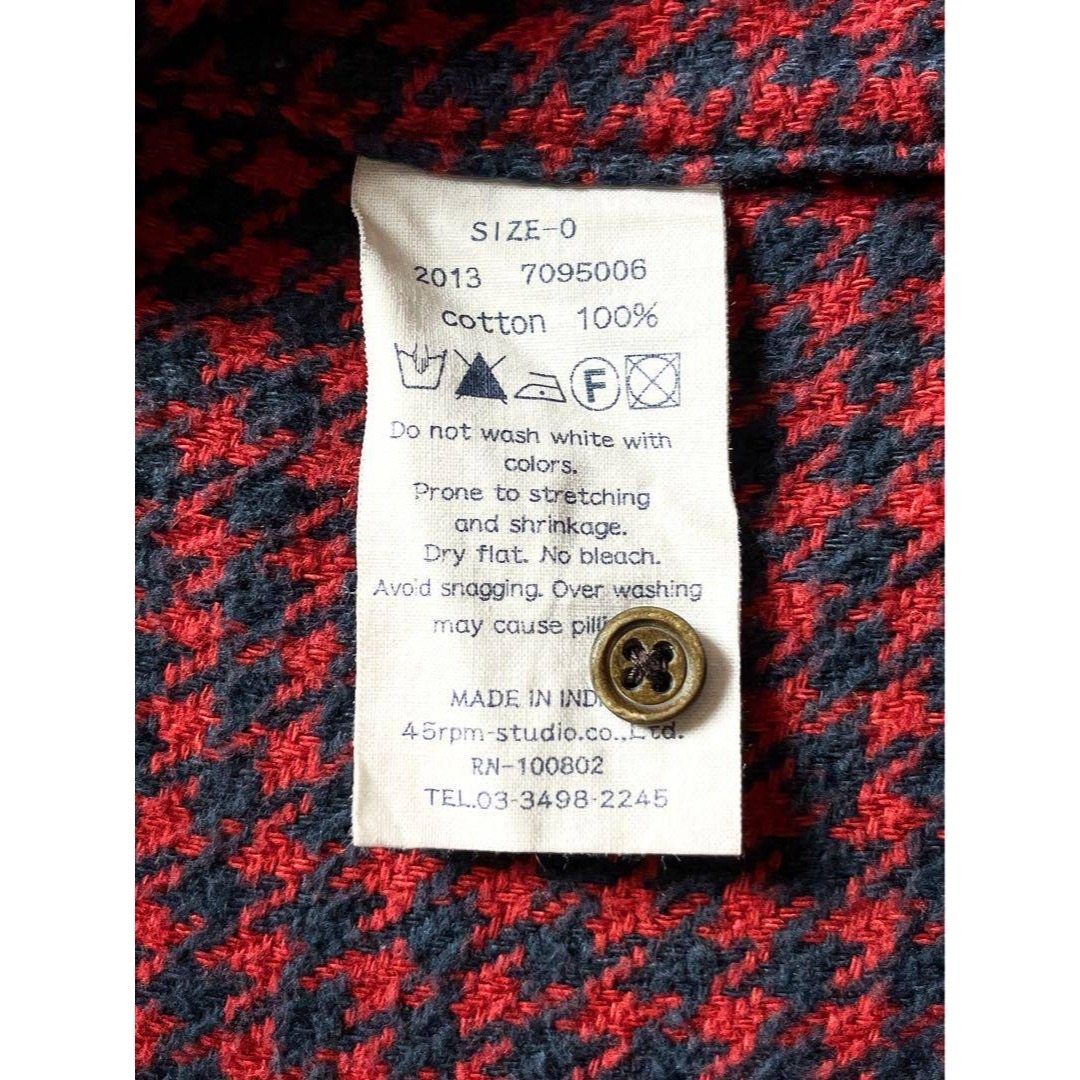 SIZE-0
2013 7095006
cotton 100%
F
Do not wash white with
colors.
Prone to stretching
and shrinkage.
Dry flat. No bleach.
Avoid snagging. Over washing
may cause
MADE IN
45rpm-studio.co.,Ltd.
RN-100802
TEL.03-3498-2245